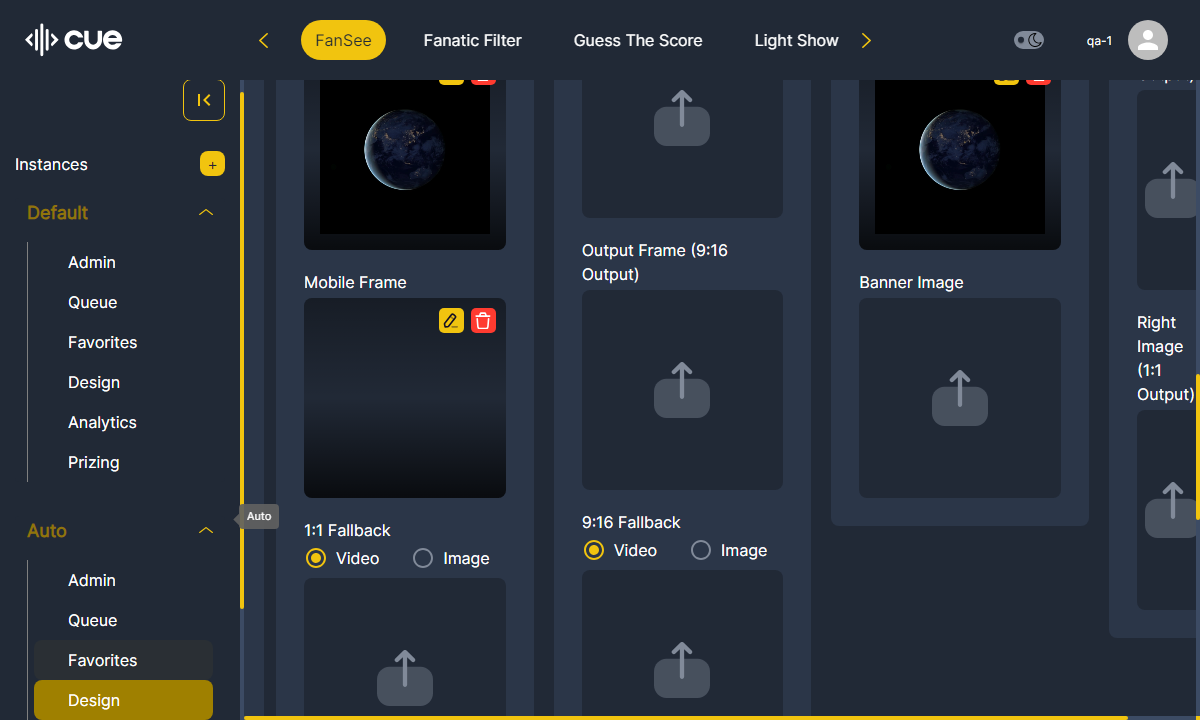 cue
FanSee
Fanatic Filter
Guess The Score
Light Show
qa-1
Instances
+
Default
Admin
Queue
Favorites
Design
Analytics
Prizing
Auto
Auto
Admin
Queue
Favorites
Design
Mobile Frame
1:1 Fallback
Video
Image
Output Frame (9:16
Output)
9:16 Fallback
Video
Image
Banner Image
Output)
Right
Image
(1:1
Output)